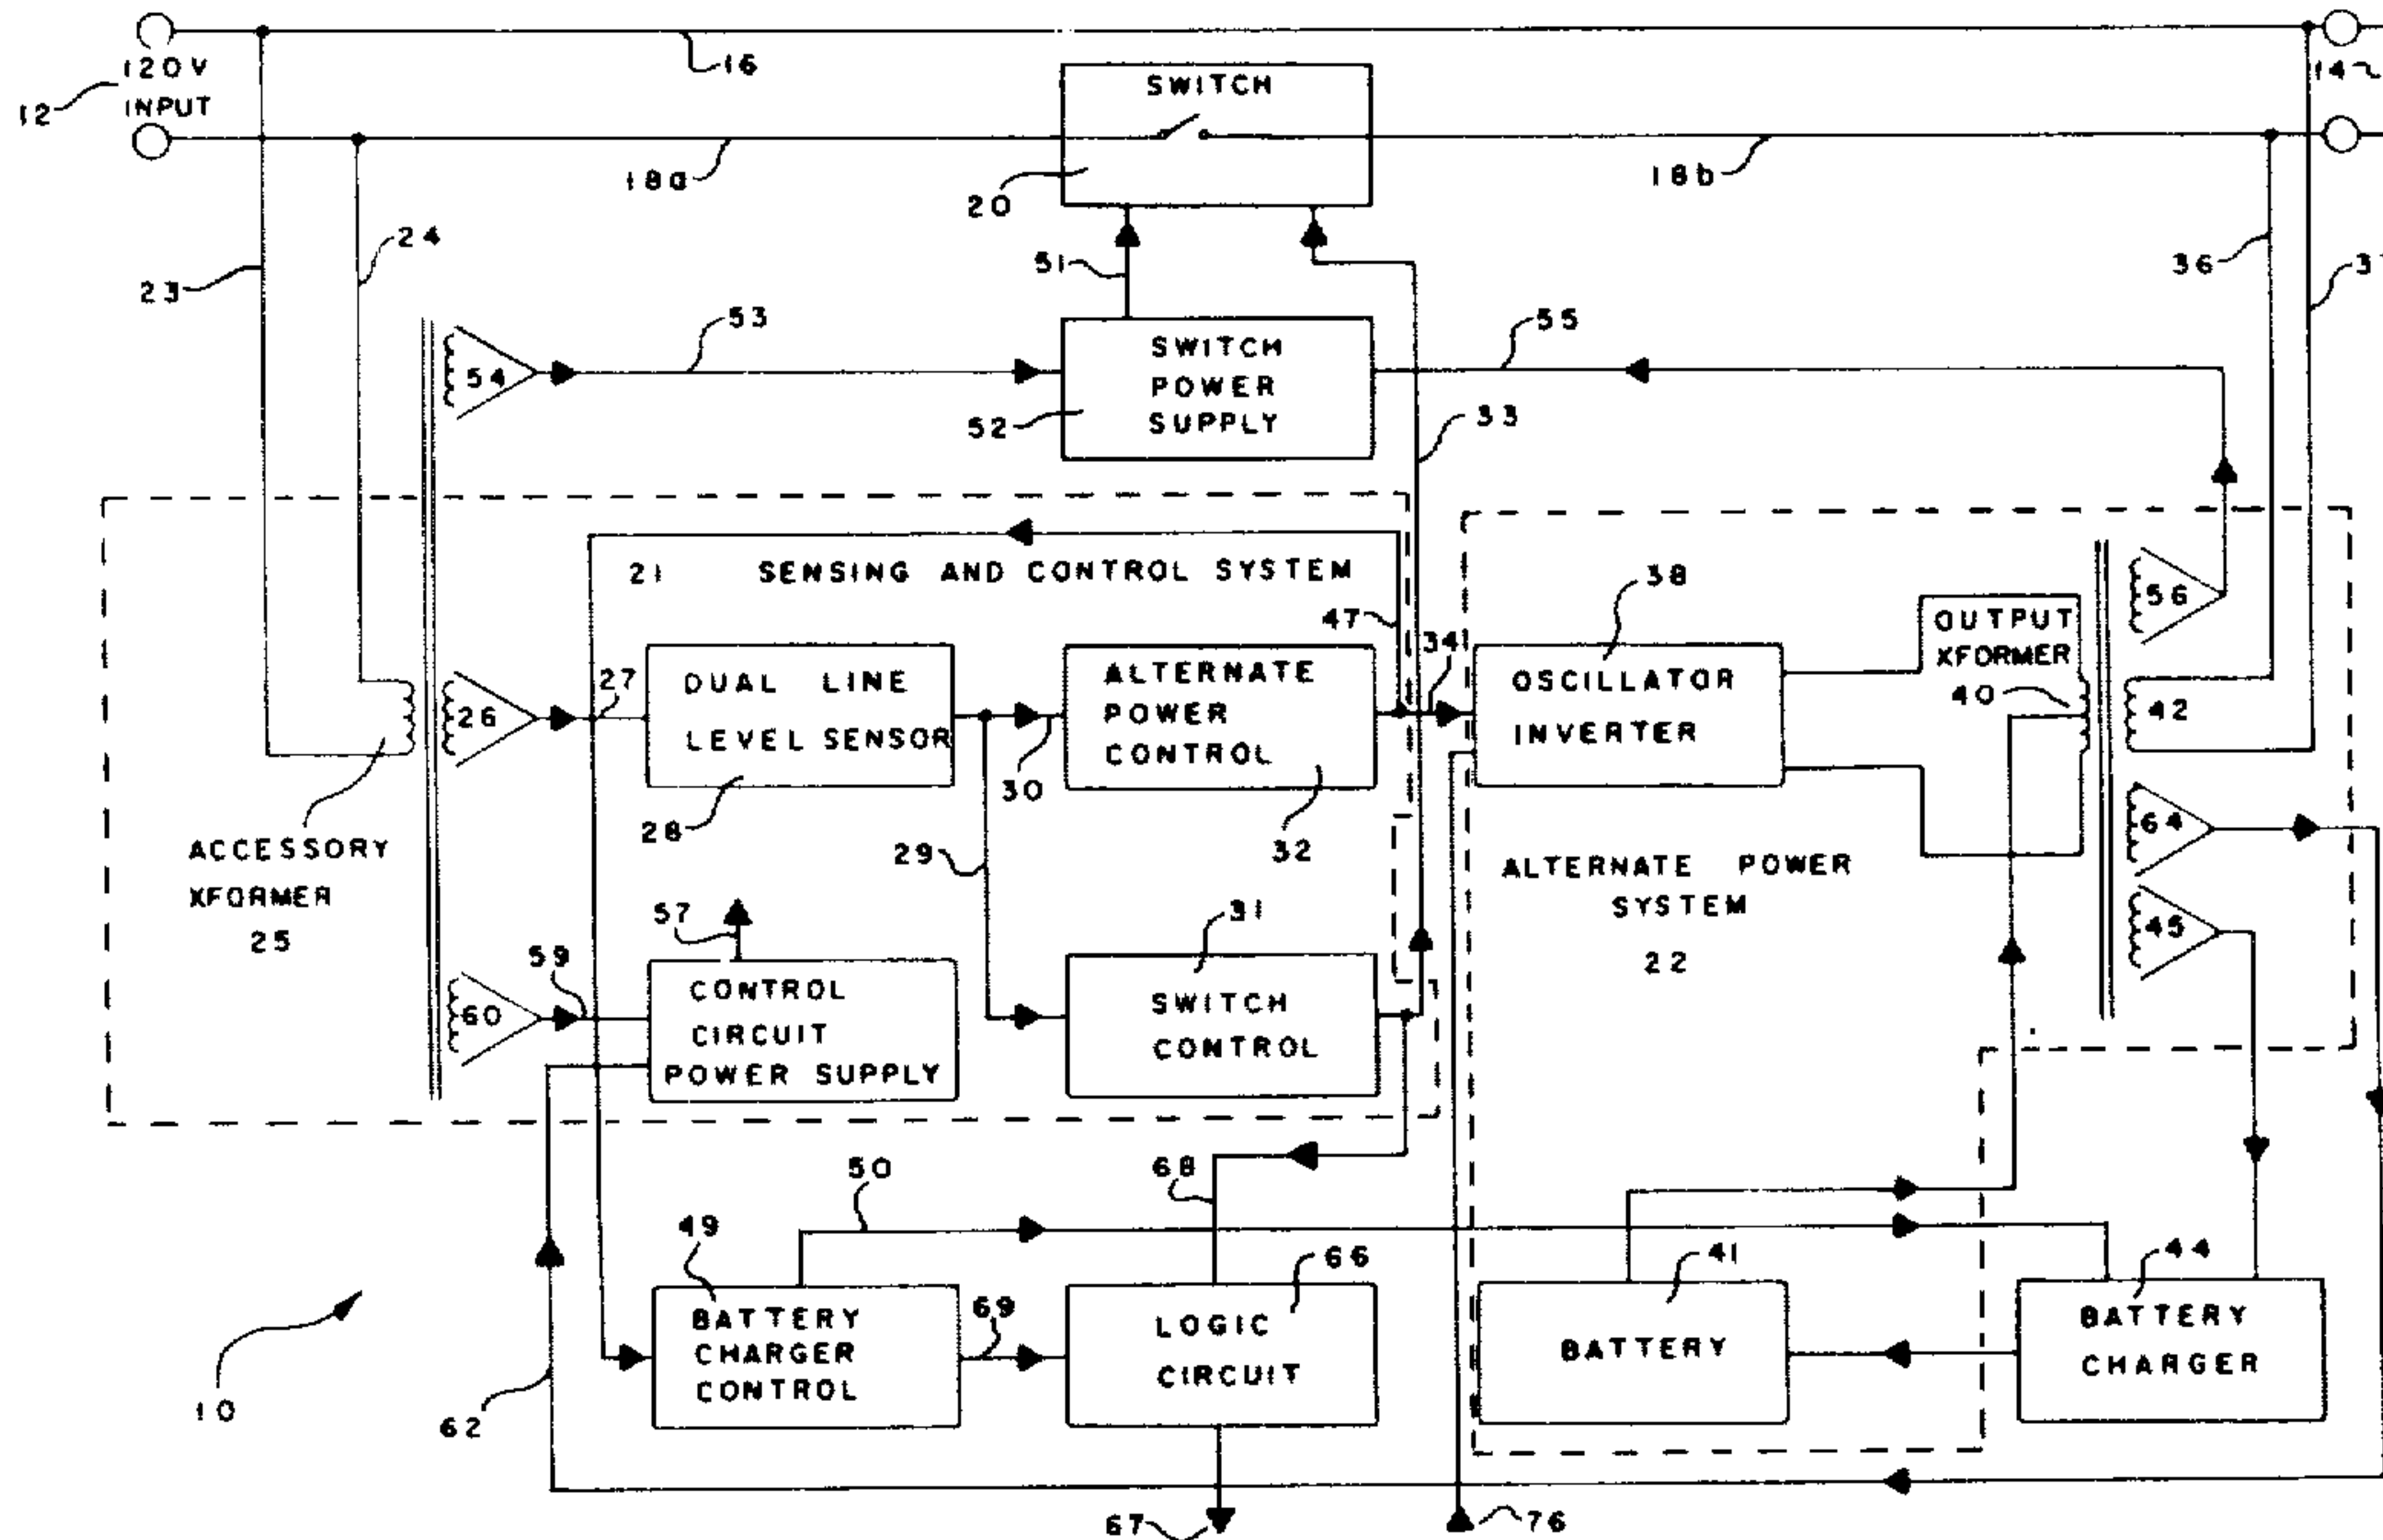 16
14
120V
INPUT
12
SWITCH
18a
20
18b
24
23
51
36
37
53
55
54
SWITCH
POWER
SUPPLY
52
33
21 SENSING AND CONTROL SYSTEM
47
34
38
56
OUTPUT
XFORMER
40
42
26
27
DUAL LINE
LEVEL SENSOR
28
30
ALTERNATE
POWER
CONTROL
32
OSCILLATOR
INVERTER
64
45
ACCESSORY
XFORMER
25
29
ALTERNATE POWER
SYSTEM
22
57
31
59
60
CONTROL
CIRCUIT
POWER SUPPLY
SWITCH
CONTROL
50
68
49
66
41
44
BATTERY
CHARGER
CONTROL
69
LOGIC
CIRCUIT
BATTERY
BATTERY
CHARGER
10
62
67
76